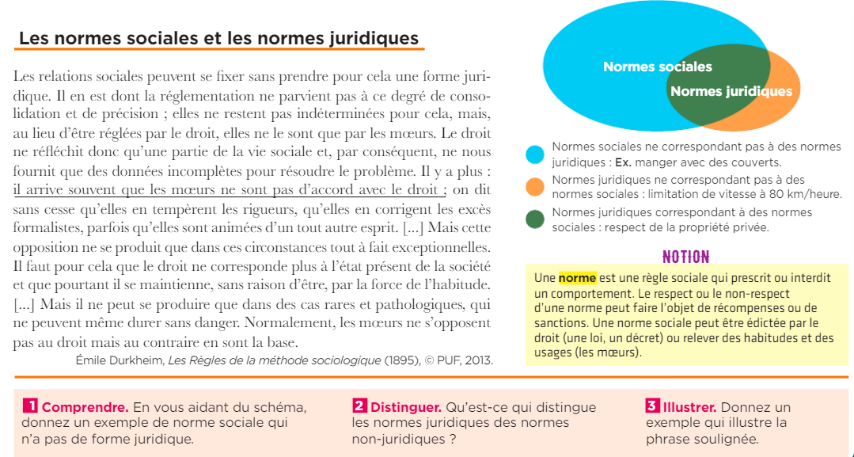 Les normes sociales et les normes juridiques
Les relations sociales peuvent se fixer sans prendre pour cela une forme juri-
dique. Il en est dont la réglementation ne parvient pas à ce degré de conso-
lidation et de précision ; elles ne restent pas indéterminées pour cela, mais,
au lieu d'être réglées par le droit, elles ne le sont que par les mœurs. Le droit
ne réfléchit donc qu'une partie de la vie sociale et, par conséquent, ne nous
fournit que des données incomplètes pour résoudre le problème. Il y a plus :
il arrive souvent que les mœurs ne sont pas d'accord avec le droit ; on dit
sans cesse qu'elles en tempèrent les rigueurs, qu'elles en corrigent les excès
formalistes, parfois qu'elles sont animées d'un tout autre esprit. [...] Mais cette
opposition ne se produit que dans ces circonstances tout à fait exceptionnelles.
Il faut pour cela que le droit ne corresponde plus à l'état présent de la société
et que pourtant il se maintienne, sans raison d'être, par la force de l'habitude.
[...] Mais il ne peut se produire que dans des cas rares et pathologiques, qui
ne peuvent même durer sans danger. Normalement, les mœurs ne s'opposent
pas au droit mais au contraire en sont la base.
Émile Durkheim, Les Règles de la méthode sociologique (1895), © PUF, 2013.
Normes sociales
Normes juridiques
Normes sociales ne correspondant pas à des normes
juridiques : Ex. manger avec des couverts.
Normes juridiques ne correspondant pas à des
normes sociales : limitation de vitesse à 80 km/heure.
Normes juridiques correspondant à des normes
sociales : respect de la propriété privée.
NOTION
Une norme est une règle sociale qui prescrit ou interdit
un comportement. Le respect ou le non-respect
d'une norme peut faire l'objet de récompenses ou de
sanctions. Une norme sociale peut être édictée par le
droit (une loi, un décret) ou relever des habitudes et des
usages (les mœurs).
1 Comprendre. En vous aidant du schéma,
donnez un exemple de norme sociale qui
n'a pas de forme juridique.
2 Distinguer. Qu'est-ce qui distingue
les normes juridiques des normes
non-juridiques ?
3 Illustrer. Donnez un
exemple qui illustre la
phrase soulignée.